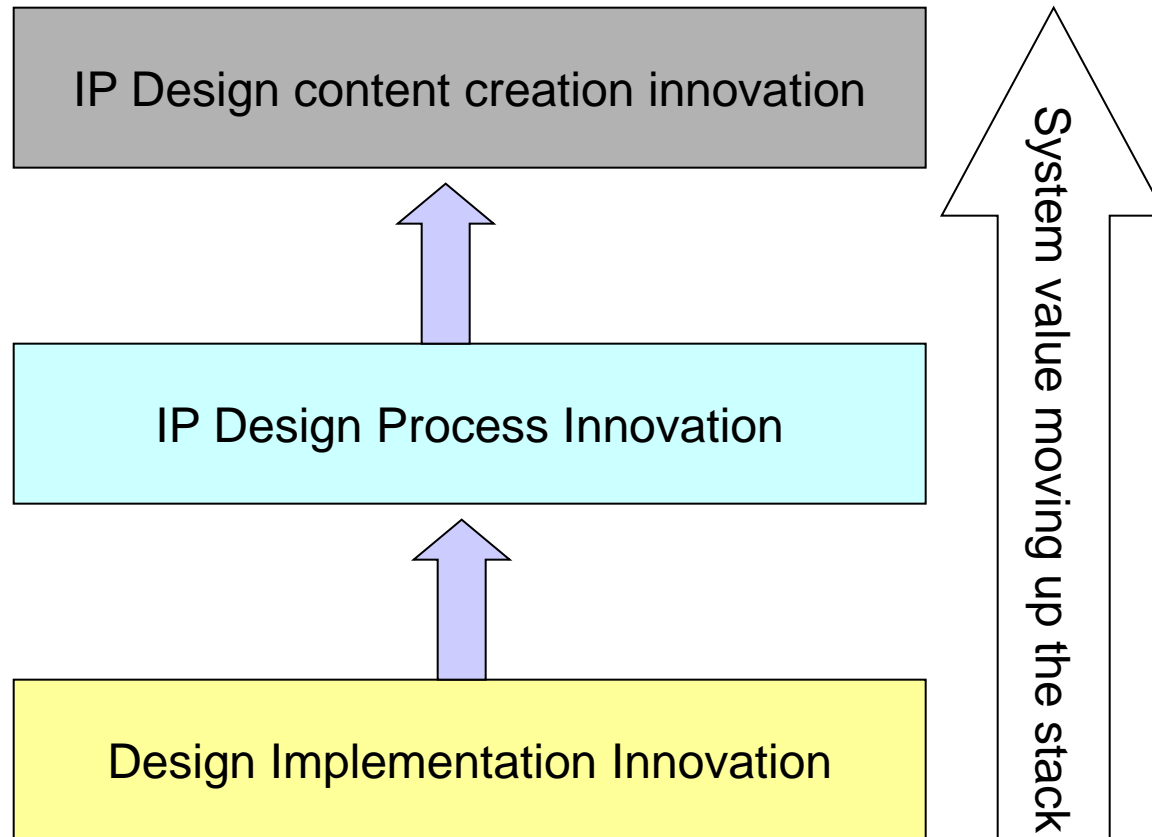 IP Design content creation innovation
System value moving up the stack
IP Design Process Innovation
Design Implementation Innovation